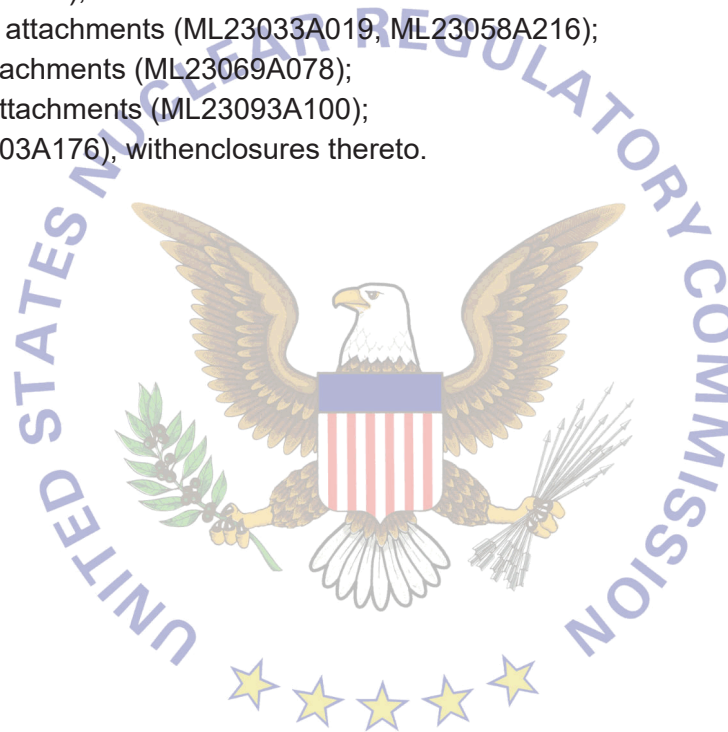 attachments (ML23033A019, ML23058A216);
achments (ML23069A078);
ttachments (ML23093A100);
03A176), withenclosures thereto.
UNITED STATES NUCLEAR REGULATORY COMMISSION